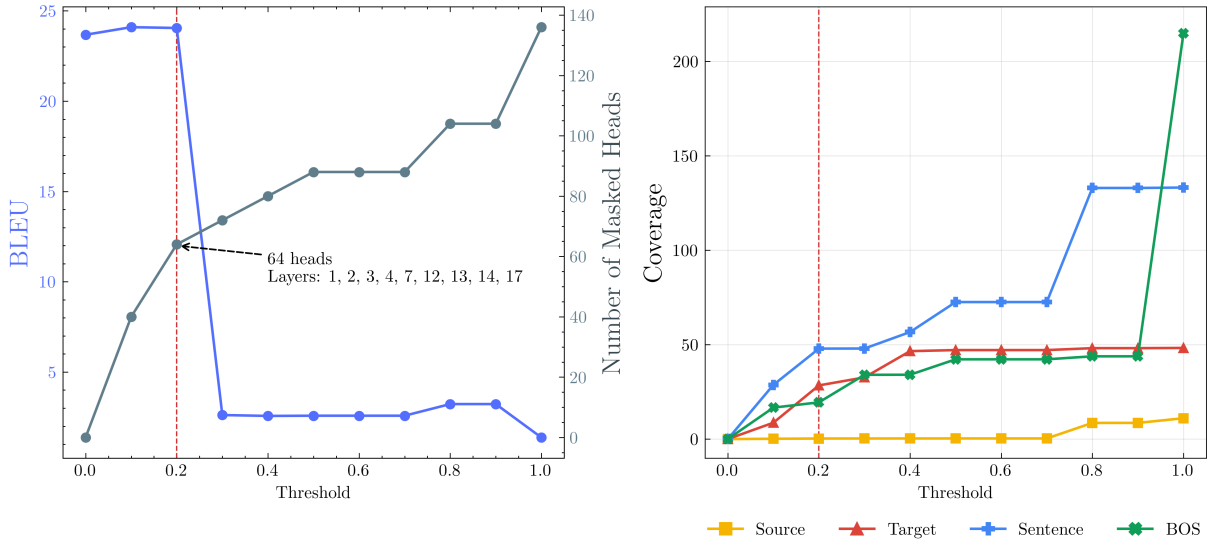 25
20
15
10
5
BLEU
140
120
100
80
60
40
20
0
Number of Masked Heads
64 heads
Layers: 1, 2, 3, 4, 7, 12, 13, 14, 17
0.0 0.2 0.4 0.6 0.8 1.0
Threshold
200
150
100
50
0
Coverage
0.0 0.2 0.4 0.6 0.8 1.0
Threshold
Source Target Sentence BOS